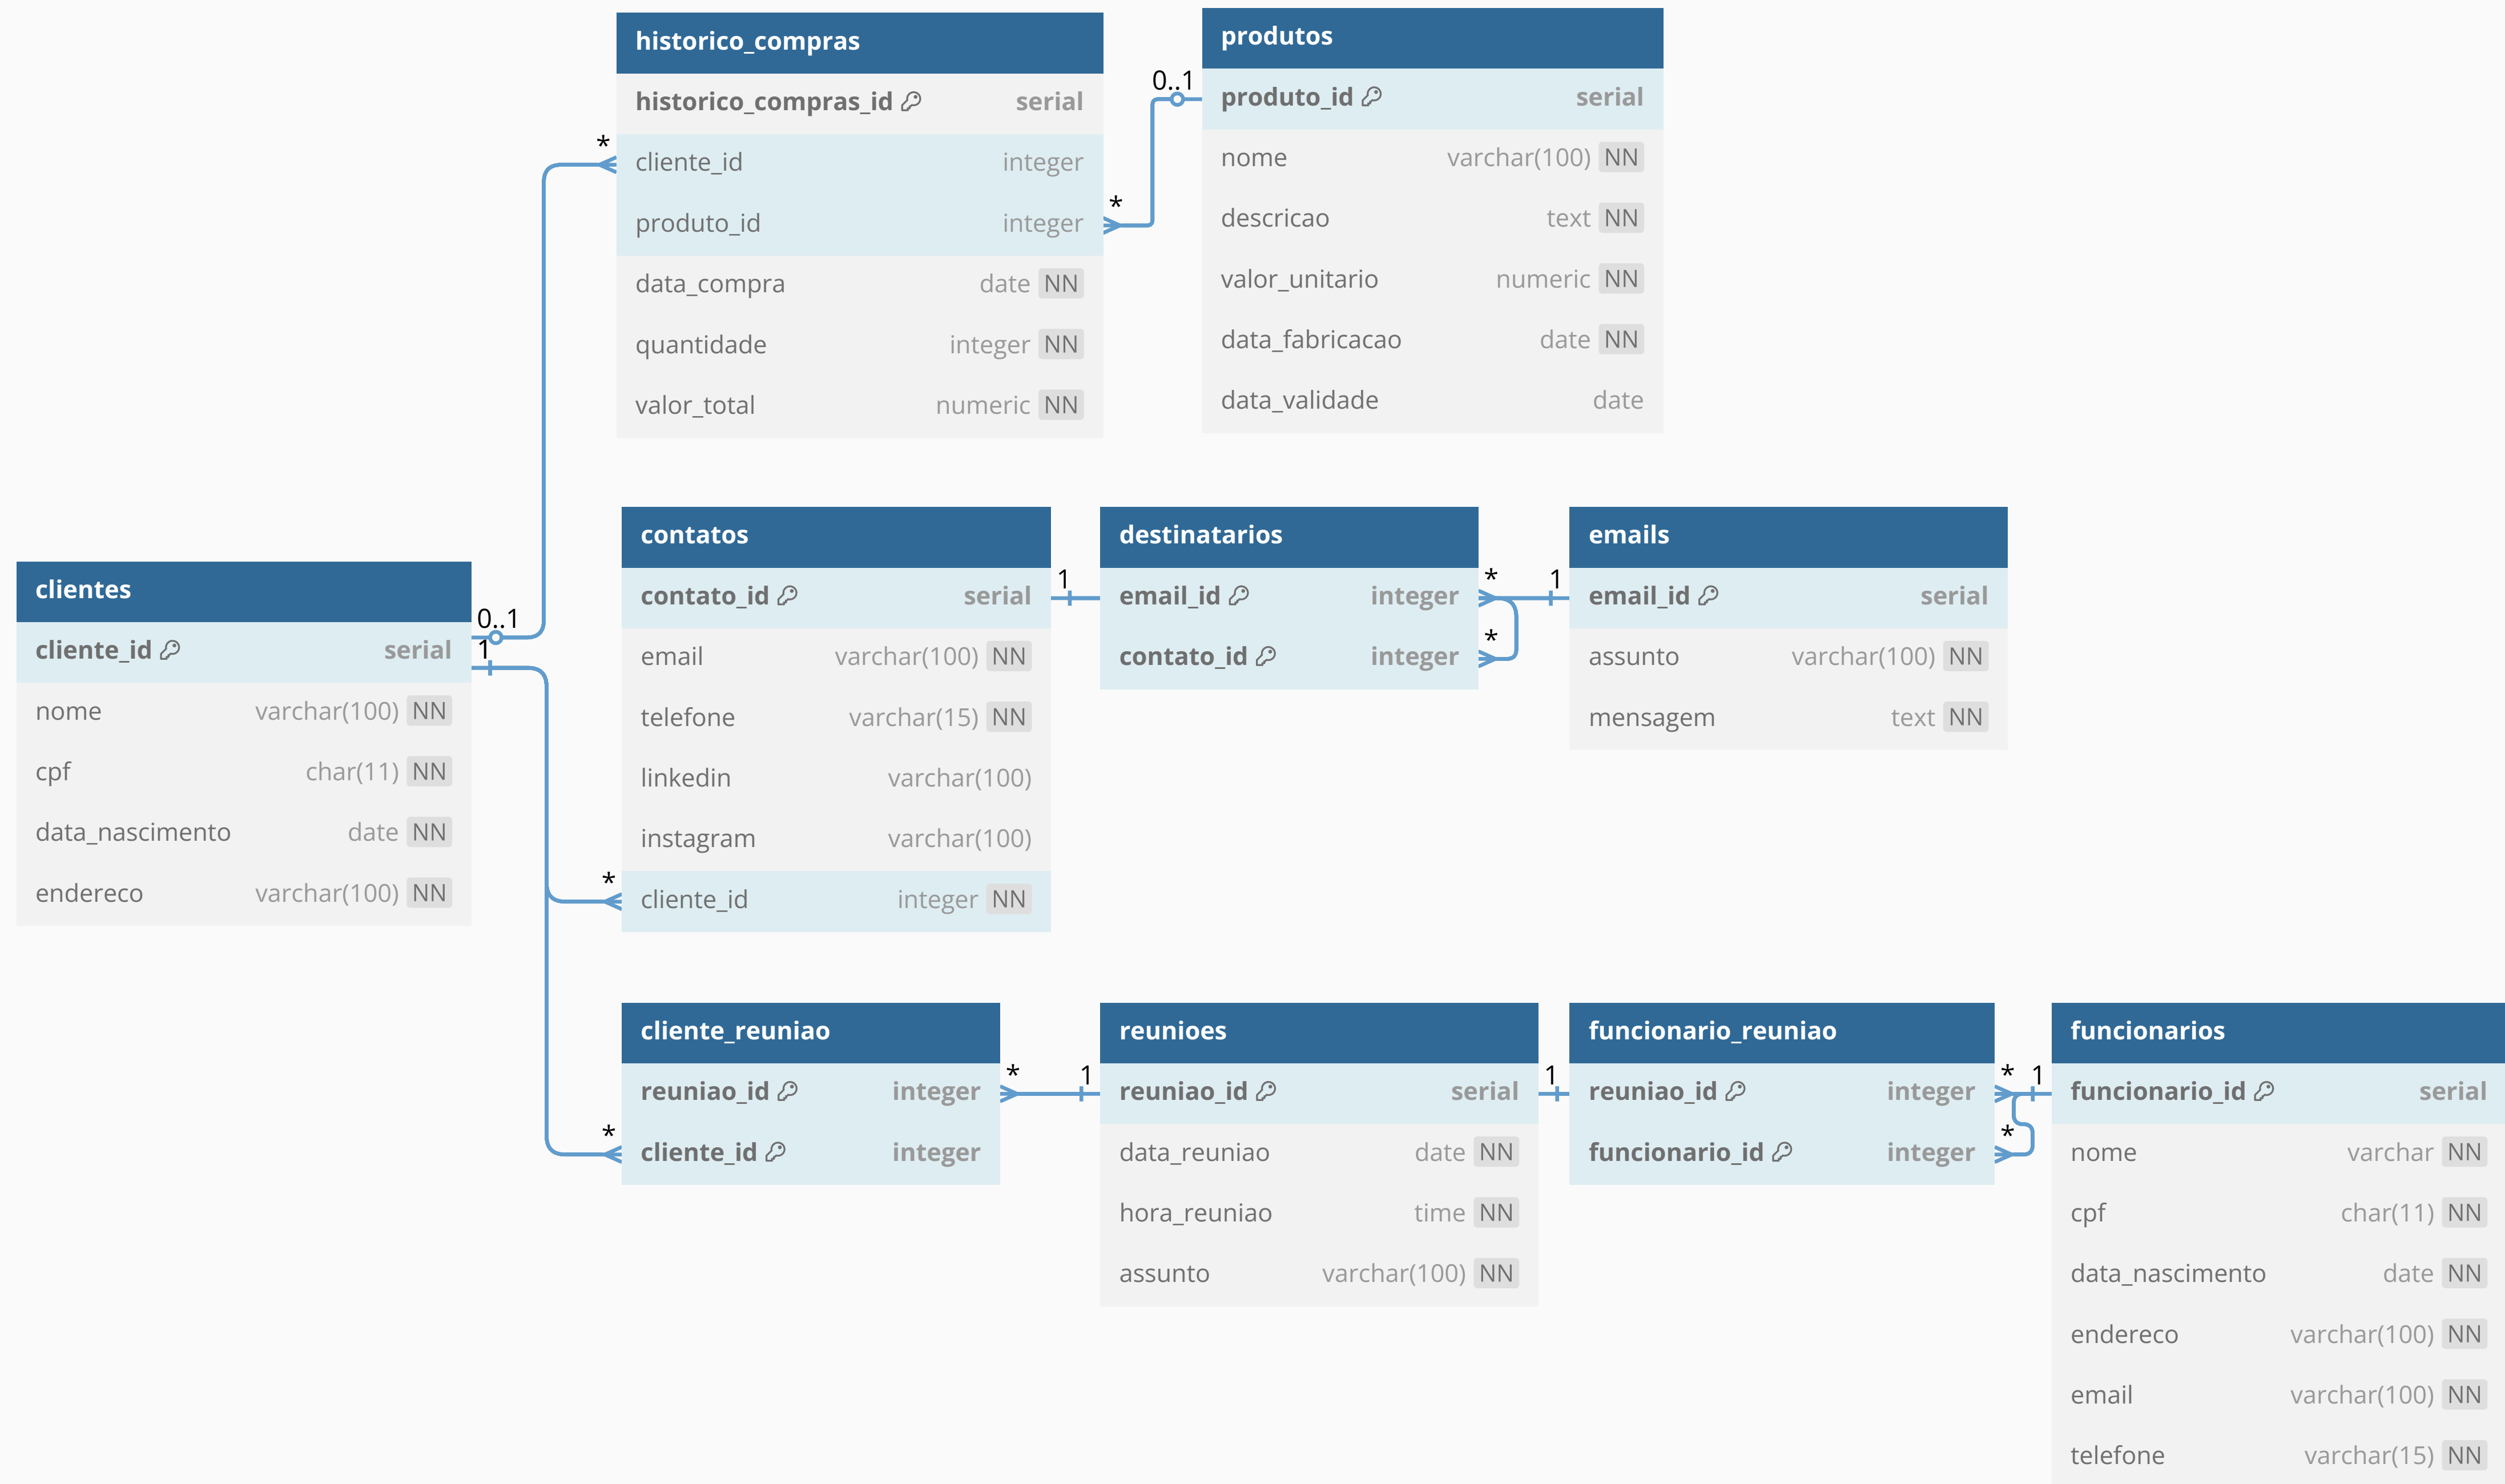 historico_compras
historico_compras_id serial
cliente_id integer
produto_id integer
data_compra date NN
quantidade integer NN
valor_total numeric NN
*
*
0..1
produtos
produto_id serial
nome varchar(100) NN
descricao text NN
valor_unitario numeric NN
data_fabricacao date NN
data_validade date
clientes
cliente_id serial
nome varchar(100) NN
cpf char(11) NN
data_nascimento date NN
endereco varchar(100) NN
0..1
1
contatos
contato_id serial
email varchar(100) NN
telefone varchar(15) NN
linkedin varchar(100)
instagram varchar(100)
cliente_id integer NN
*
1
destinatarios
email_id integer
contato_id integer
*
*
1
emails
email_id serial
assunto varchar(100) NN
mensagem text NN
cliente_reuniao
reuniao_id integer
cliente_id integer
*
*
1
reunioes
reuniao_id serial
data_reuniao date NN
hora_reuniao time NN
assunto varchar(100) NN
1
funcionario_reuniao
reuniao_id integer
funcionario_id integer
*
*
1
funcionarios
funcionario_id serial
nome varchar NN
cpf char(11) NN
data_nascimento date NN
endereco varchar(100) NN
email varchar(100) NN
telefone varchar(15) NN